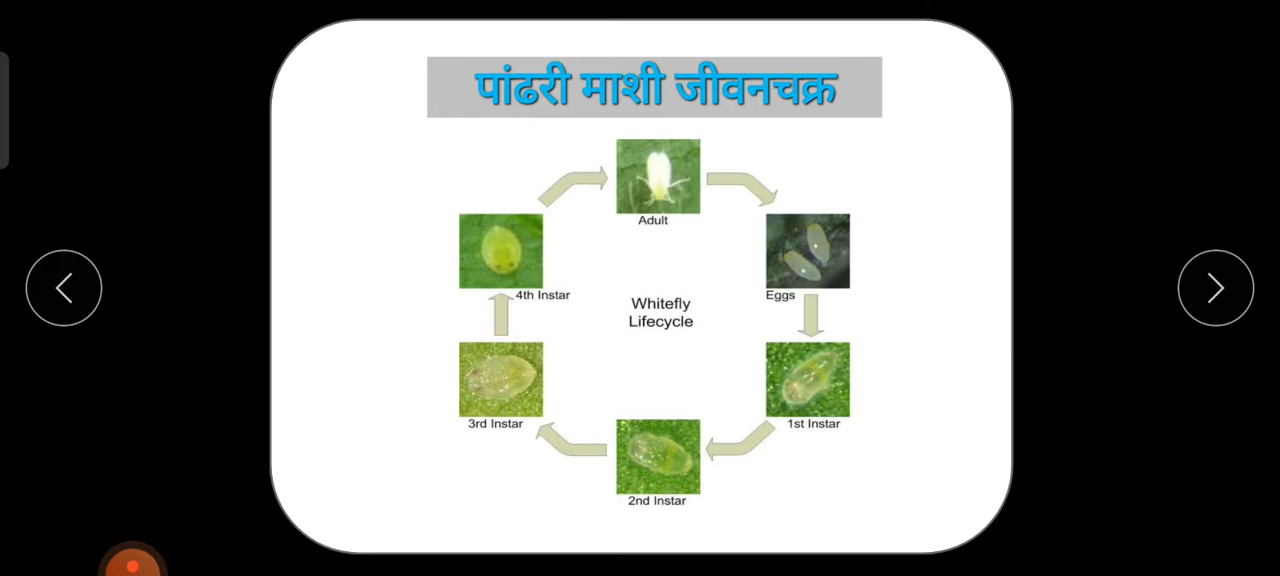 पांढरी माशी जीवनचक्र
Adult
Eggs
4th Instar
Whitefly
Lifecycle
3rd Instar
1st Instar
2nd Instar